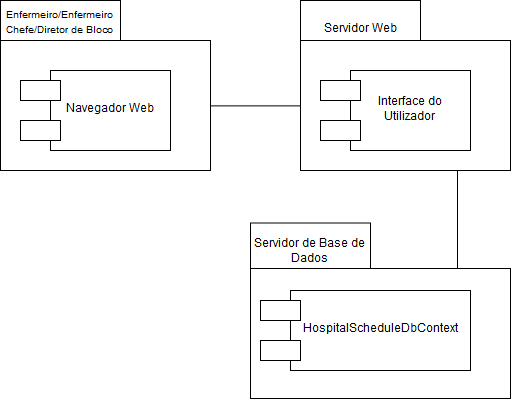 Enfermeiro/Enfermeiro
Chefe/Diretor de Bloco
Servidor Web
Navegador Web
Interface do
Utilizador
Servidor de Base de
Dados
HospitalScheduleDbContext